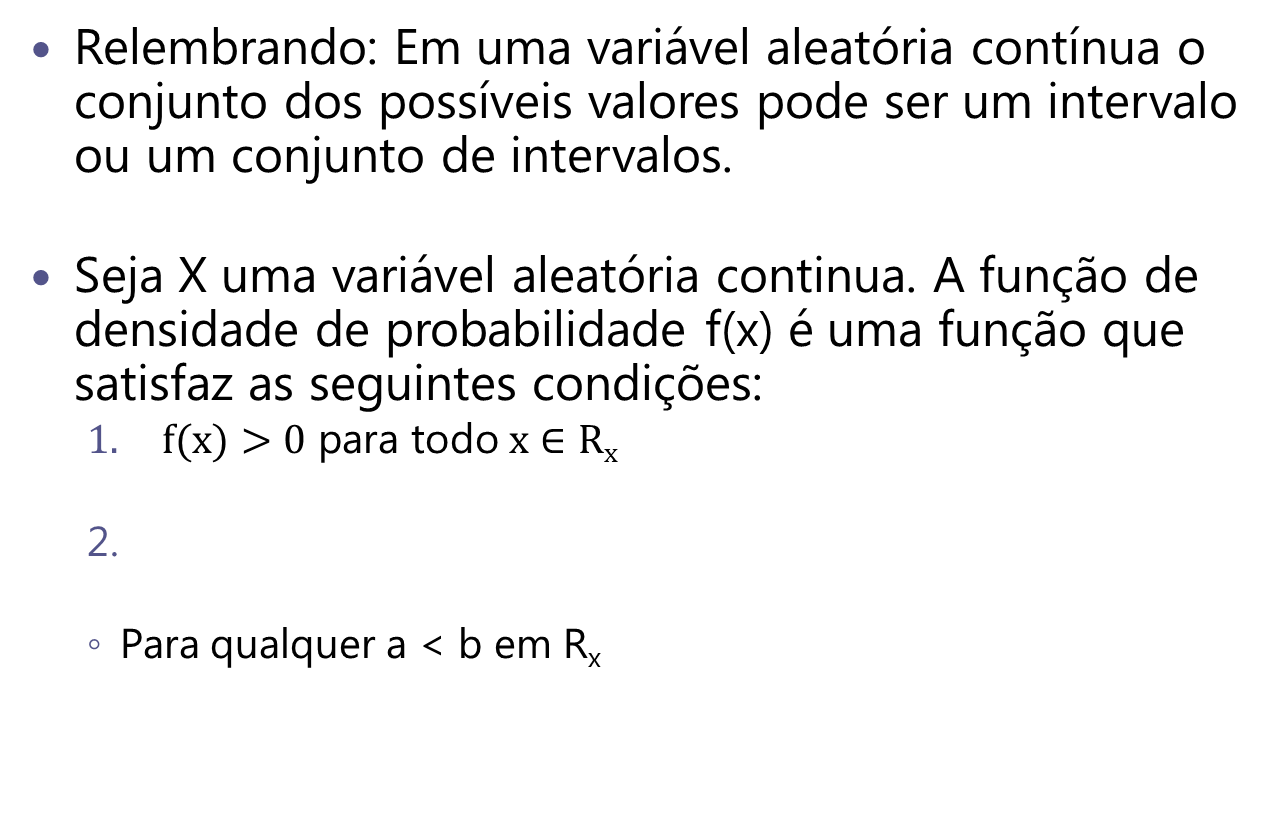 • Relembrando: Em uma variável aleatória contínua o
conjunto dos possíveis valores pode ser um intervalo
ou um conjunto de intervalos.
• Seja X uma variável aleatória continua. A função de
densidade de probabilidade f(x) é uma função que
satisfaz as seguintes condições:
1. f(x) > 0 para todo x ∈ Rₓ
2.
◦ Para qualquer a < b em Rₓ